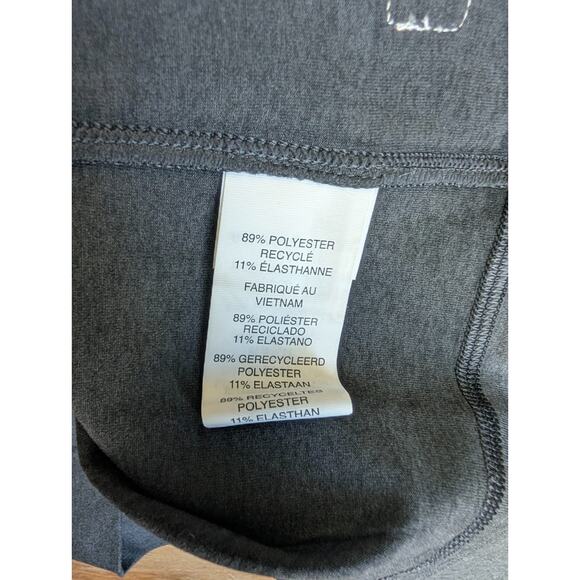 89% POLYESTER
RECYCLÉ
11% ÉLASTHANNE
FABRIQUÉ AU
VIETNAM
89% POLIÉSTER
RECICLADO
11% ELASTANO
89% GERECYCLEERD
POLYESTER
11% ELASTAAN
89% RECYCELTES
POLYESTER
11% ELASTHAN